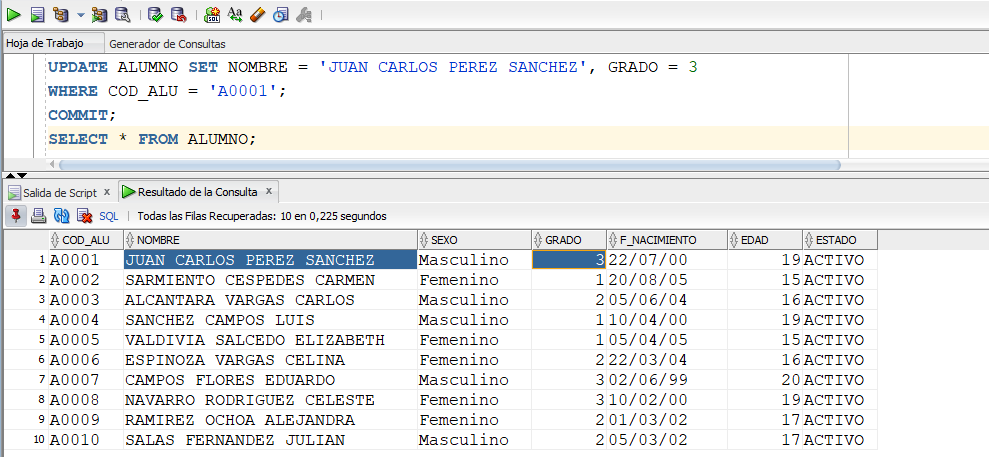 Hoja de Trabajo Generador de Consultas
UPDATE ALUMNO SET NOMBRE = 'JUAN CARLOS PEREZ SANCHEZ', GRADO = 3
WHERE COD_ALU = 'A0001';
COMMIT;
SELECT * FROM ALUMNO;
Salida de Script x Resultado de la Consulta x
SQL | Todas las Filas Recuperadas: 10 en 0,225 segundos
COD_ALU NOMBRE SEXO GRADO F_NACIMIENTO EDAD ESTADO
1 A0001 JUAN CARLOS PEREZ SANCHEZ Masculino 3 22/07/00 19 ACTIVO
2 A0002 SARMIENTO CESPEDES CARMEN Femenino 1 20/08/05 15 ACTIVO
3 A0003 ALCANTARA VARGAS CARLOS Masculino 2 05/06/04 16 ACTIVO
4 A0004 SANCHEZ CAMPOS LUIS Masculino 1 10/04/00 19 ACTIVO
5 A0005 VALDIVIA SALCEDO ELIZABETH Femenino 1 05/04/05 15 ACTIVO
6 A0006 ESPINOZA VARGAS CELINA Femenino 2 22/03/04 16 ACTIVO
7 A0007 CAMPOS FLORES EDUARDO Masculino 3 02/06/99 20 ACTIVO
8 A0008 NAVARRO RODRIGUEZ CELESTE Femenino 3 10/02/00 19 ACTIVO
9 A0009 RAMIREZ OCHOA ALEJANDRA Femenino 2 01/03/02 17 ACTIVO
10 A0010 SALAS FERNANDEZ JULIAN Masculino 2 05/03/02 17 ACTIVO